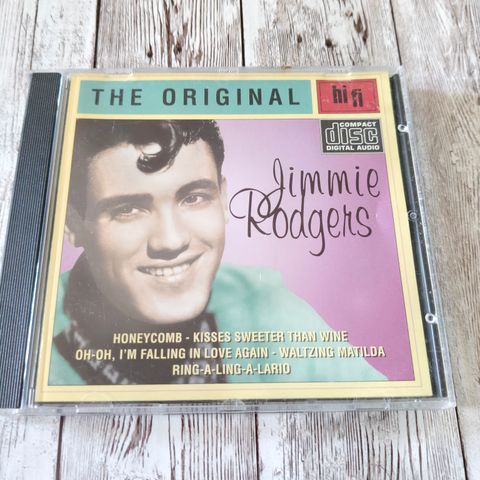 THE ORIGINAL
hi fi
COMPACT
disc
DIGITAL AUDIO
Jimmie
Rodgers
HONEYCOMB - KISSES SWEETER THAN WINE
OH-OH, I'M FALLING IN LOVE AGAIN - WALTZING MATILDA
RING-A-LING-A-LARIO